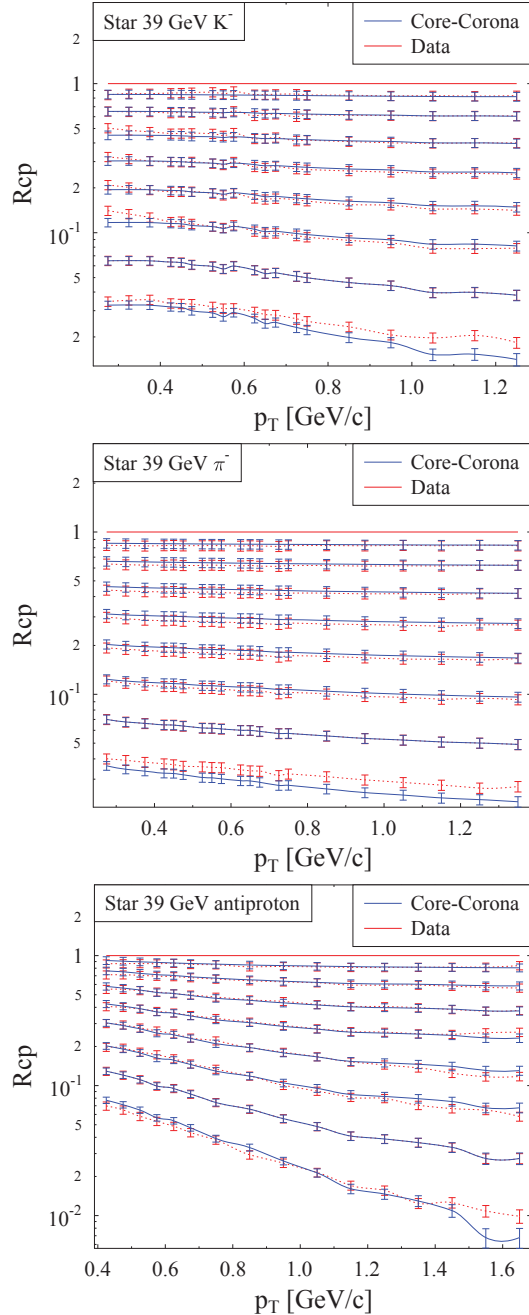 Star 39 GeV K⁻
Core-Corona
Data
2
1
5
2
10⁻¹
5
2
Rcp
0.4 0.6 0.8 1.0 1.2
p_T [GeV/c]
Star 39 GeV π⁻
Core-Corona
Data
2
1
5
2
10⁻¹
5
Rcp
0.4 0.6 0.8 1.0 1.2
p_T [GeV/c]
Star 39 GeV antiproton
Core-Corona
Data
2
1
5
2
10⁻¹
5
2
10⁻²
Rcp
0.4 0.6 0.8 1.0 1.2 1.4 1.6
p_T [GeV/c]